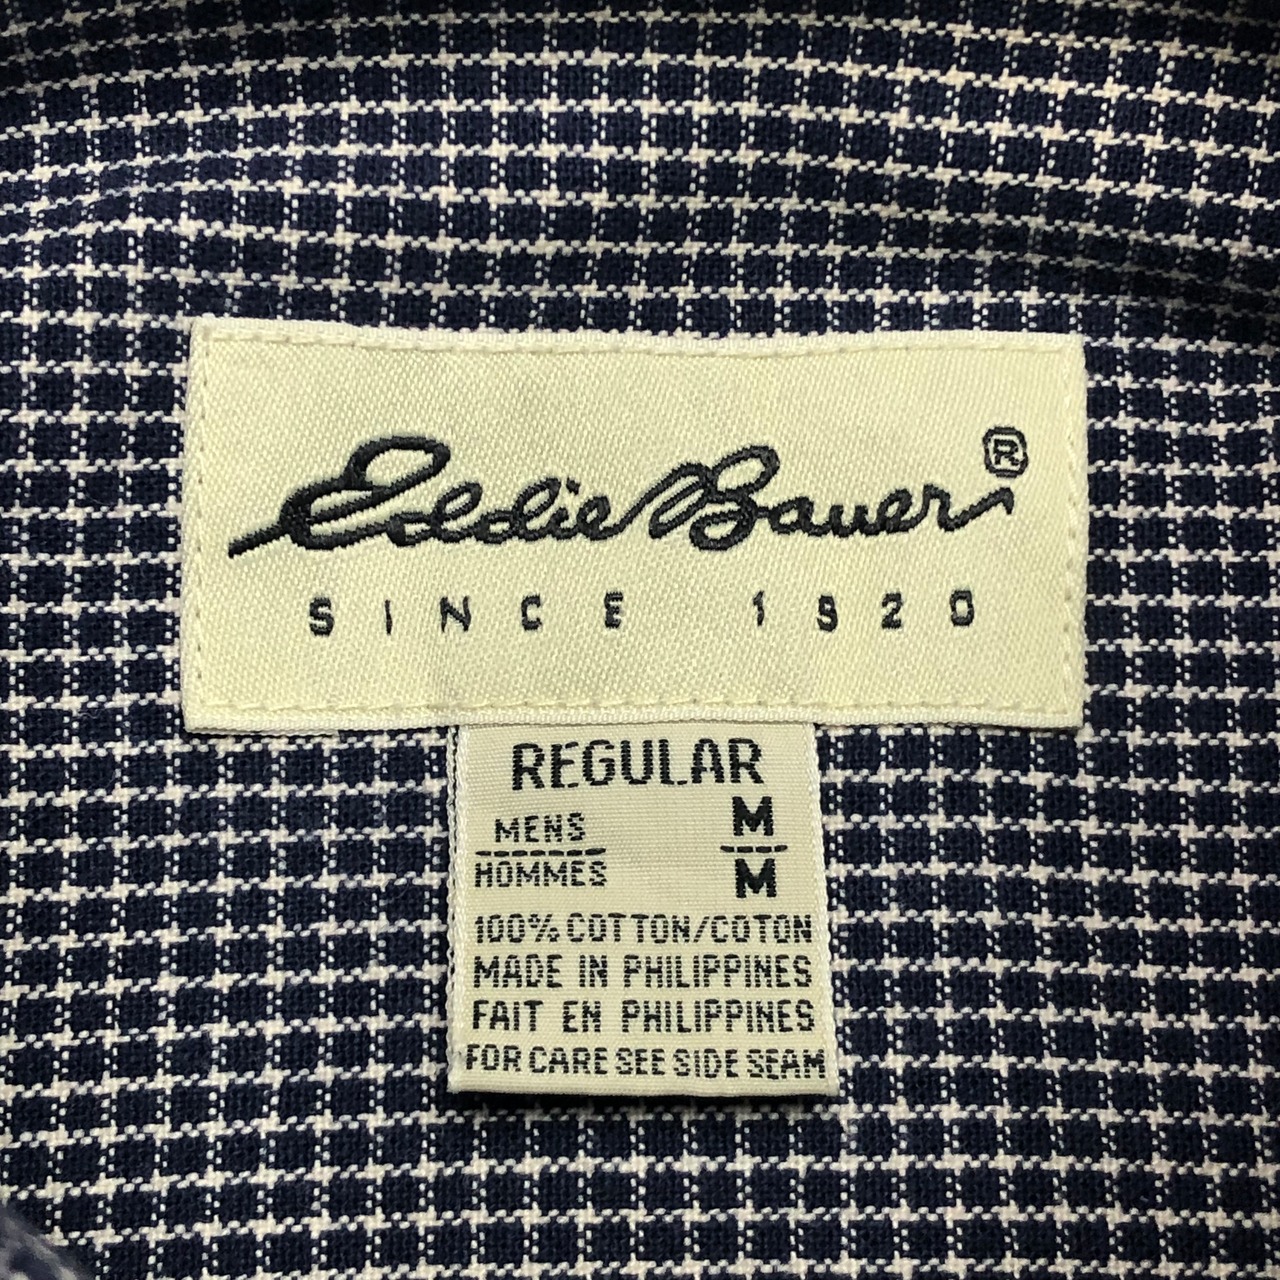 Eddie Bauer®
SINCE 1920
REGULAR
MENS M
HOMMES M
100% COTTON/COTON
MADE IN PHILIPPINES
FAIT EN PHILIPPINES
FOR CARE SEE SIDE SEAM